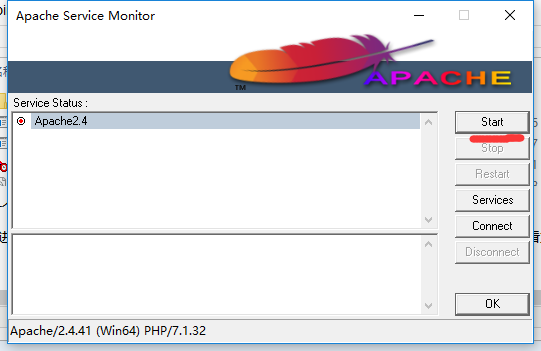 Apache Service Monitor
TM
APACHE
Service Status :
Apache2.4
Start
Stop
Restart
Services
Connect
Disconnect
OK
Apache/2.4.41 (Win64) PHP/7.1.32